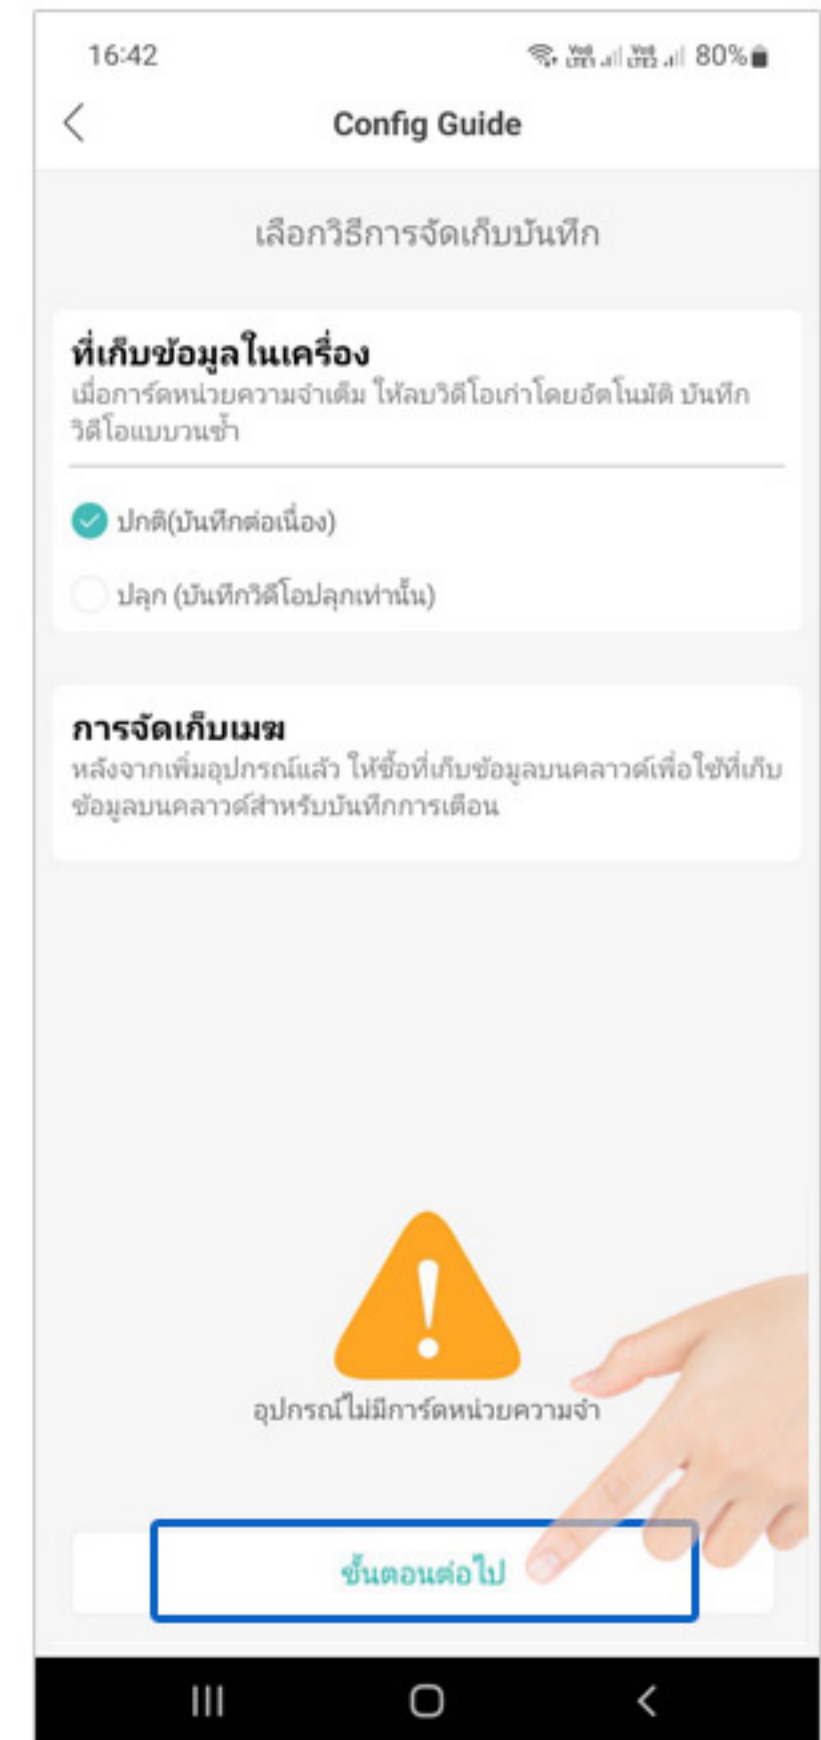 16:42
Vo)) LTE1 Vo)) LTE2 80%
Config Guide
เลือกวิธีการจัดเก็บบันทึก
ที่เก็บข้อมูลในเครื่อง
เมื่อการ์ดหน่วยความจำเต็ม ให้ลบวิดีโอเก่าโดยอัตโนมัติ บันทึก
วิดีโอแบบวนซ้ำ
ปกติ(บันทึกต่อเนื่อง)
ปลุก (บันทึกวิดีโอปลุกเท่านั้น)
การจัดเก็บเมฆ
หลังจากเพิ่มอุปกรณ์แล้ว ให้ซื้อที่เก็บข้อมูลบนคลาวด์เพื่อใช้ที่เก็บ
ข้อมูลบนคลาวด์สำหรับบันทึกการเตือน
!
อุปกรณ์ไม่มีการ์ดหน่วยความจำ
ขั้นตอนต่อไป